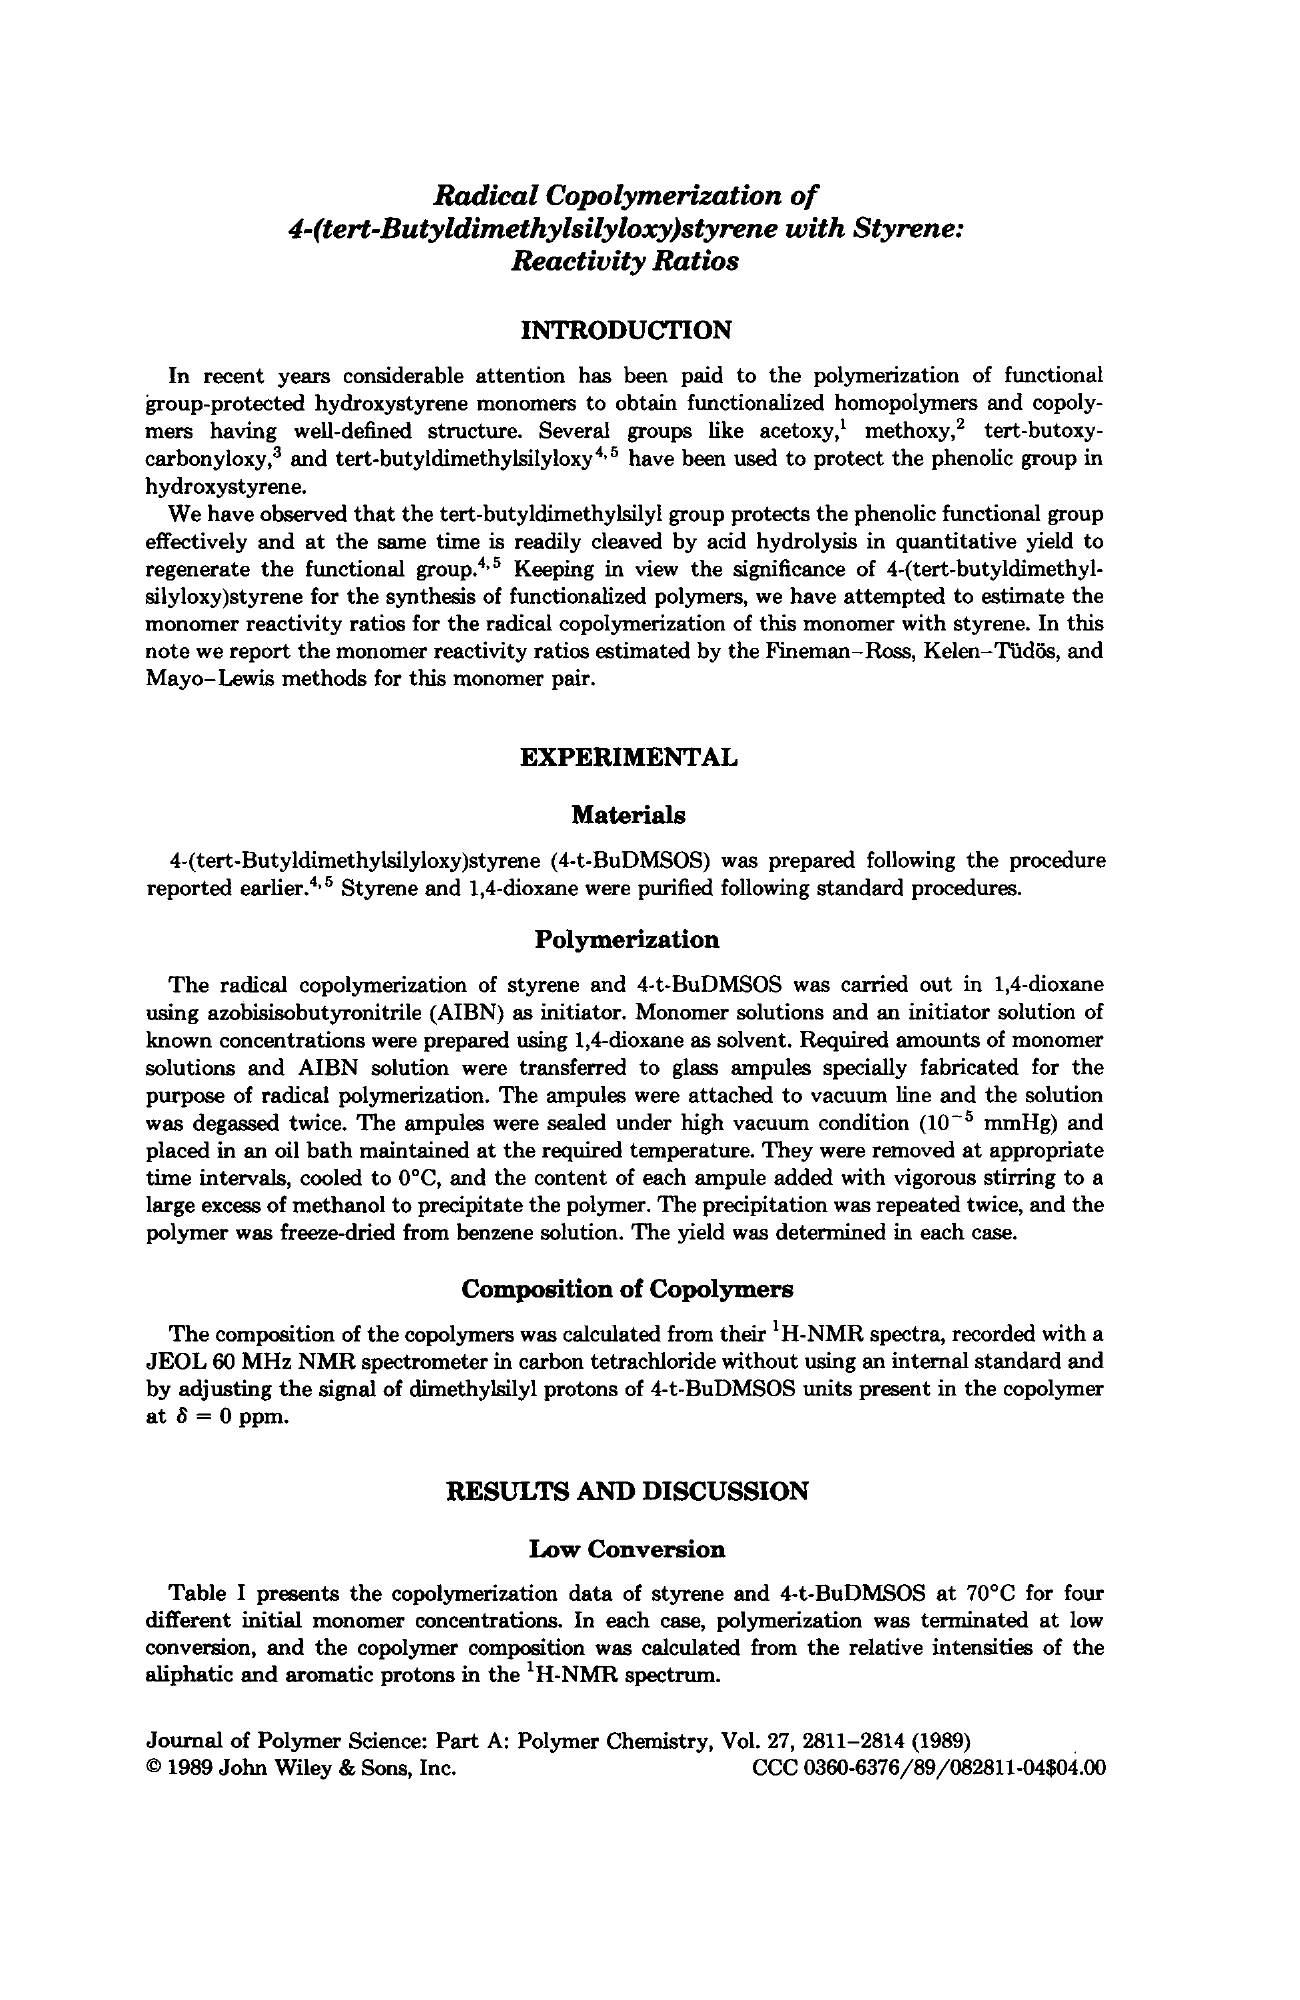 Radical Copolymerization of
4-(tert-Butyldimethylsilyloxy)styrene with Styrene:
Reactivity Ratios
INTRODUCTION
In recent years considerable attention has been paid to the polymerization of functional
group-protected hydroxystyrene monomers to obtain functionalized homopolymers and copoly-
mers having well-defined structure. Several groups like acetoxy,¹ methoxy,² tert-butoxy-
carbonyloxy,³ and tert-butyldimethylsilyloxy⁴,⁵ have been used to protect the phenolic group in
hydroxystyrene.
We have observed that the tert-butyldimethylsilyl group protects the phenolic functional group
effectively and at the same time is readily cleaved by acid hydrolysis in quantitative yield to
regenerate the functional group.⁴,⁵ Keeping in view the significance of 4-(tert-butyldimethyl-
silyloxy)styrene for the synthesis of functionalized polymers, we have attempted to estimate the
monomer reactivity ratios for the radical copolymerization of this monomer with styrene. In this
note we report the monomer reactivity ratios estimated by the Fineman–Ross, Kelen–Tüdös, and
Mayo–Lewis methods for this monomer pair.
EXPERIMENTAL
Materials
4-(tert-Butyldimethylsilyloxy)styrene (4-t-BuDMSOS) was prepared following the procedure
reported earlier.⁴,⁵ Styrene and 1,4-dioxane were purified following standard procedures.
Polymerization
The radical copolymerization of styrene and 4-t-BuDMSOS was carried out in 1,4-dioxane
using azobisisobutyronitrile (AIBN) as initiator. Monomer solutions and an initiator solution of
known concentrations were prepared using 1,4-dioxane as solvent. Required amounts of monomer
solutions and AIBN solution were transferred to glass ampules specially fabricated for the
purpose of radical polymerization. The ampules were attached to vacuum line and the solution
was degassed twice. The ampules were sealed under high vacuum condition (10⁻⁵ mmHg) and
placed in an oil bath maintained at the required temperature. They were removed at appropriate
time intervals, cooled to 0°C, and the content of each ampule added with vigorous stirring to a
large excess of methanol to precipitate the polymer. The precipitation was repeated twice, and the
polymer was freeze-dried from benzene solution. The yield was determined in each case.
Composition of Copolymers
The composition of the copolymers was calculated from their ¹H-NMR spectra, recorded with a
JEOL 60 MHz NMR spectrometer in carbon tetrachloride without using an internal standard and
by adjusting the signal of dimethylsilyl protons of 4-t-BuDMSOS units present in the copolymer
at δ = 0 ppm.
RESULTS AND DISCUSSION
Low Conversion
Table I presents the copolymerization data of styrene and 4-t-BuDMSOS at 70°C for four
different initial monomer concentrations. In each case, polymerization was terminated at low
conversion, and the copolymer composition was calculated from the relative intensities of the
aliphatic and aromatic protons in the ¹H-NMR spectrum.
Journal of Polymer Science: Part A: Polymer Chemistry, Vol. 27, 2811–2814 (1989)
© 1989 John Wiley & Sons, Inc. CCC 0360-6376/89/082811-04$04.00